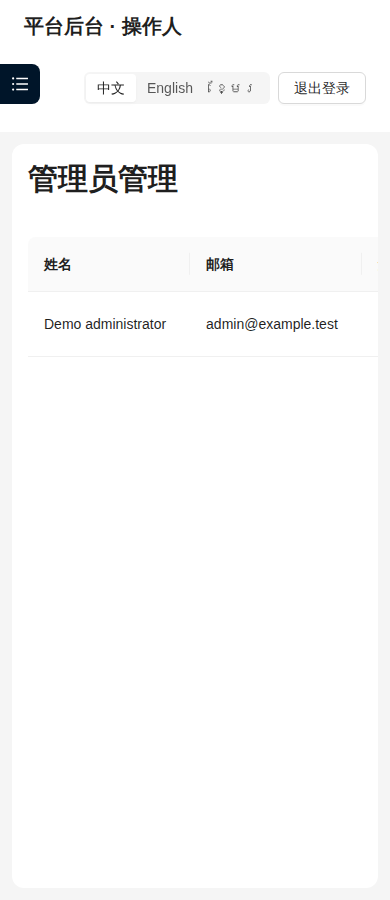 平台后台 · 操作人
中文 English ខ្មែរ 退出登录
管理员管理
姓名 邮箱
Demo administrator admin@example.test